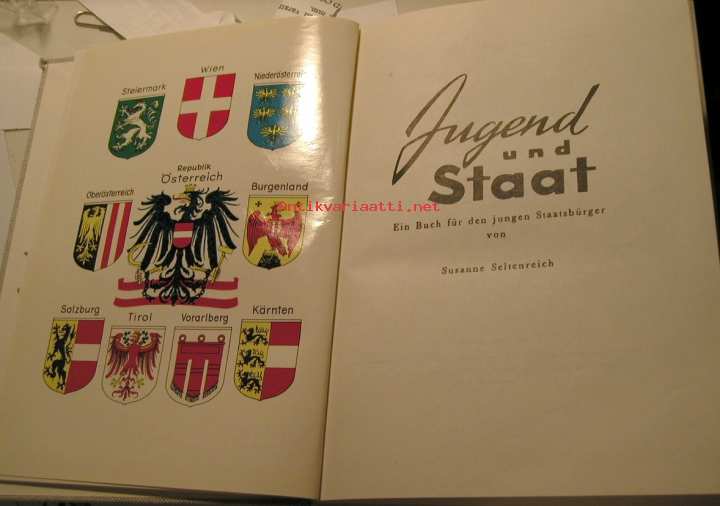 Wien
Steiermark
Niederösterreich
Republik
Österreich
Oberösterreich
Burgenland
Antikvariaatti.net
Salzburg
Tirol
Vorarlberg
Kärnten
Jugend
und
Staat
Ein Buch für den jungen Staatsbürger
von
Susanne Seltenreich